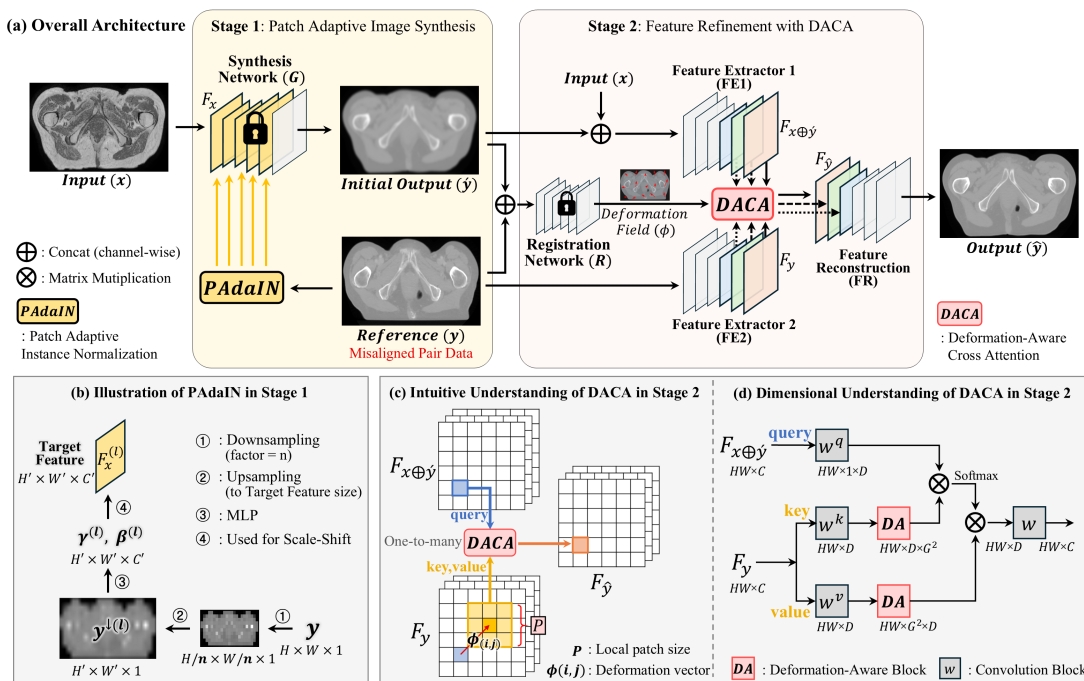 (a) Overall Architecture
Stage 1: Patch Adaptive Image Synthesis
Stage 2: Feature Refinement with DACA
Synthesis
Network (G)
F_x
Input (x)
Initial Output (ý)
Input (x)
Feature Extractor 1
(FE1)
F_{x⊕ý}
F_ŷ
DACA
Deformation
Field (ϕ)
Registration
Network (R)
Output (ŷ)
Feature
Reconstruction
(FR)
F_y
Feature Extractor 2
(FE2)
⊕ : Concat (channel-wise)
⊗ : Matrix Mutiplication
PAdaIN
: Patch Adaptive
Instance Normalization
PAdaIN
Reference (y)
Misaligned Pair Data
DACA
: Deformation-Aware
Cross Attention
(b) Illustration of PAdaIN in Stage 1
Target
Feature
H′ × W′ × C′
F_x^{(l)}
④
γ^{(l)}, β^{(l)}
H′ × W′ × C′
③
y^{↓(l)}
H′ × W′ × 1
②
H/n × W/n × 1
①
y
H × W × 1
① : Downsampling
(factor = n)
② : Upsampling
(to Target Feature size)
③ : MLP
④ : Used for Scale-Shift
(c) Intuitive Understanding of DACA in Stage 2
F_{x⊕ý}
query
One-to-many
DACA
key,value
F_ŷ
F_y
ϕ(i,j)
P
P : Local patch size
ϕ(i, j) : Deformation vector
(d) Dimensional Understanding of DACA in Stage 2
F_{x⊕ý}
HW×C
query
w^q
HW×1×D
Softmax
key
w^k
HW×D
DA
HW×D×G²
F_y
HW×C
value
w^v
HW×D
DA
HW×G²×D
HW×D
w
HW×C
DA : Deformation-Aware Block
w : Convolution Block